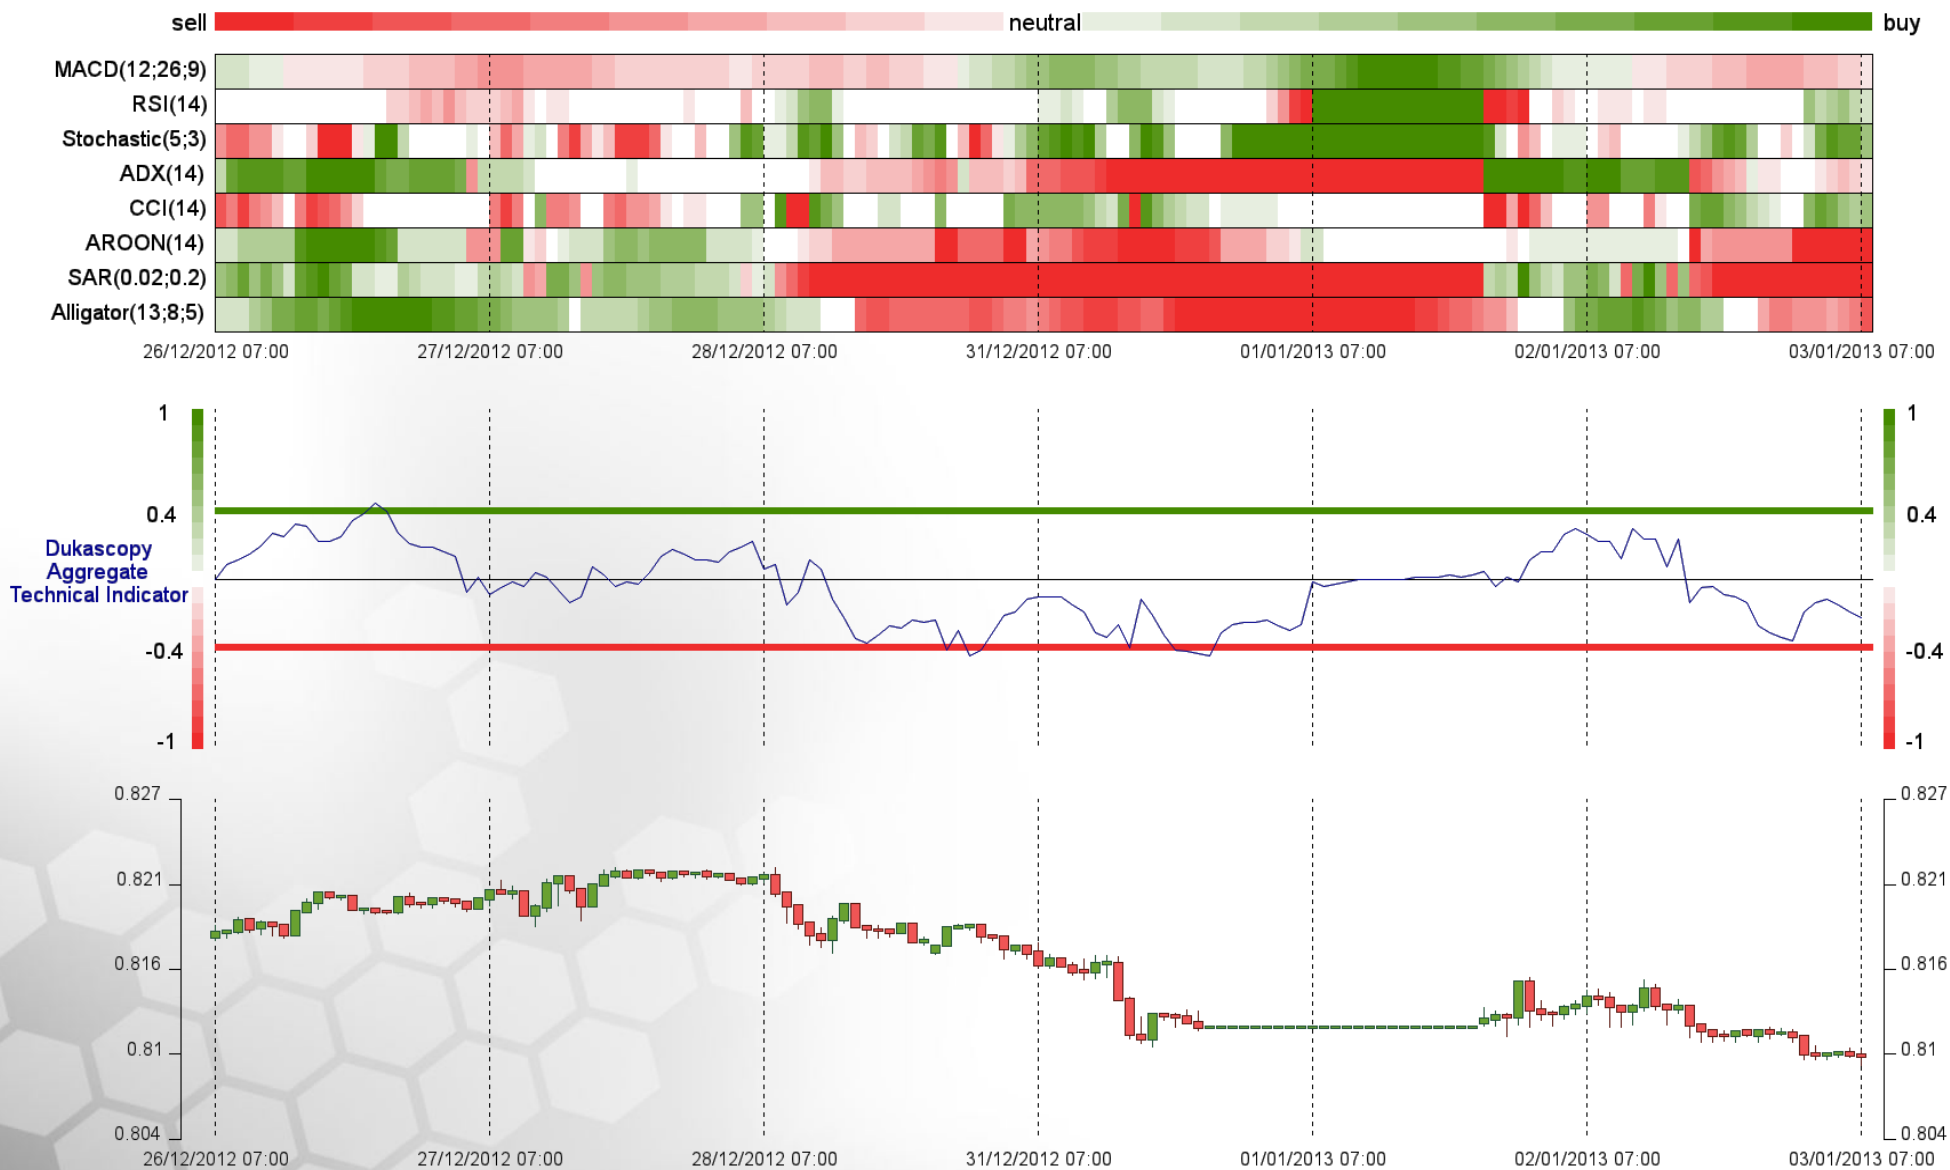 sell neutral buy
MACD(12;26;9)
RSI(14)
Stochastic(5;3)
ADX(14)
CCI(14)
AROON(14)
SAR(0.02;0.2)
Alligator(13;8;5)
26/12/2012 07:00 27/12/2012 07:00 28/12/2012 07:00 31/12/2012 07:00 01/01/2013 07:00 02/01/2013 07:00 03/01/2013 07:00
1 1
0.4 0.4
Dukascopy
Aggregate
Technical Indicator
-0.4 -0.4
-1 -1
0.827 0.827
0.821 0.821
0.816 0.816
0.81 0.81
0.804 0.804
26/12/2012 07:00 27/12/2012 07:00 28/12/2012 07:00 31/12/2012 07:00 01/01/2013 07:00 02/01/2013 07:00 03/01/2013 07:00